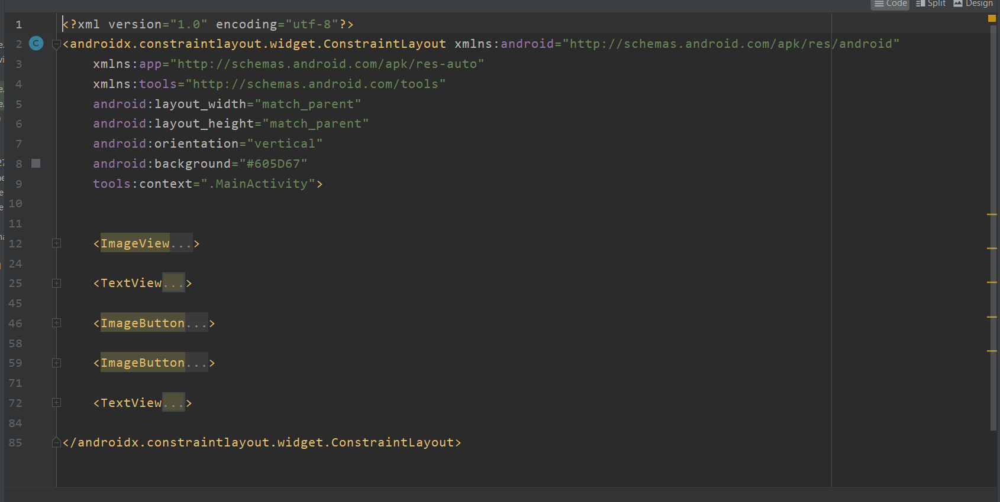 Code Split Design
1 <?xml version="1.0" encoding="utf-8"?>
2 C <androidx.constraintlayout.widget.ConstraintLayout xmlns:android="http://schemas.android.com/apk/res/android"
3 xmlns:app="http://schemas.android.com/apk/res-auto"
4 xmlns:tools="http://schemas.android.com/tools"
5 android:layout_width="match_parent"
6 android:layout_height="match_parent"
7 android:orientation="vertical"
8 android:background="#605D67"
9 tools:context=".MainActivity">
10
11
12 <ImageView...>
24
25 <TextView...>
45
46 <ImageButton...>
58
59 <ImageButton...>
71
72 <TextView...>
84
85 </androidx.constraintlayout.widget.ConstraintLayout>